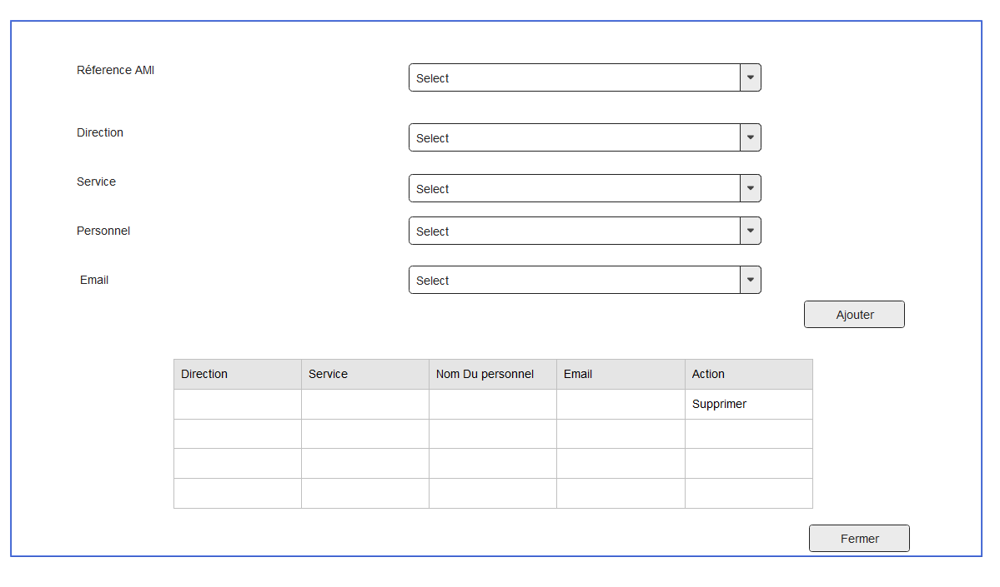 Réference AMI Select
Direction Select
Service Select
Personnel Select
Email Select
Ajouter
Direction Service Nom Du personnel Email Action
Supprimer
Fermer